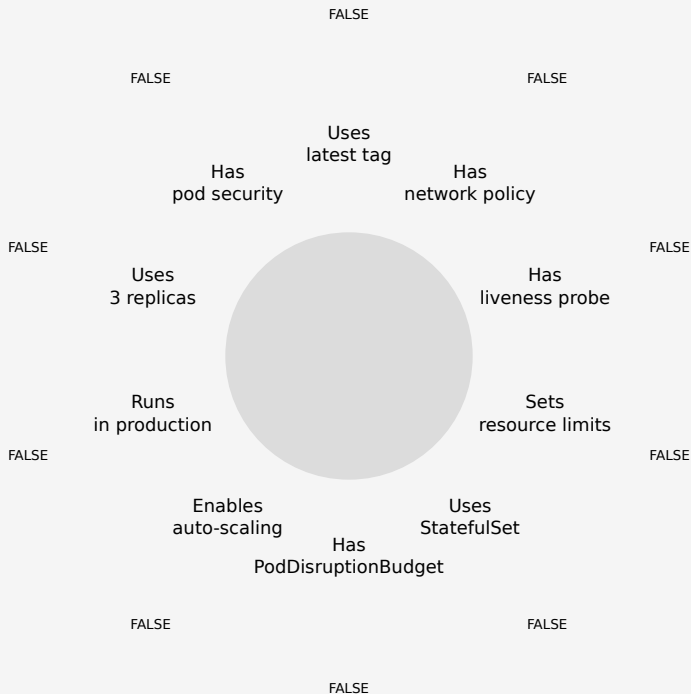 FALSE
FALSE
FALSE
Uses
latest tag
Has
pod security
Has
network policy
FALSE
FALSE
Uses
3 replicas
Has
liveness probe
Runs
in production
Sets
resource limits
FALSE
FALSE
Enables
auto-scaling
Uses
StatefulSet
Has
PodDisruptionBudget
FALSE
FALSE
FALSE